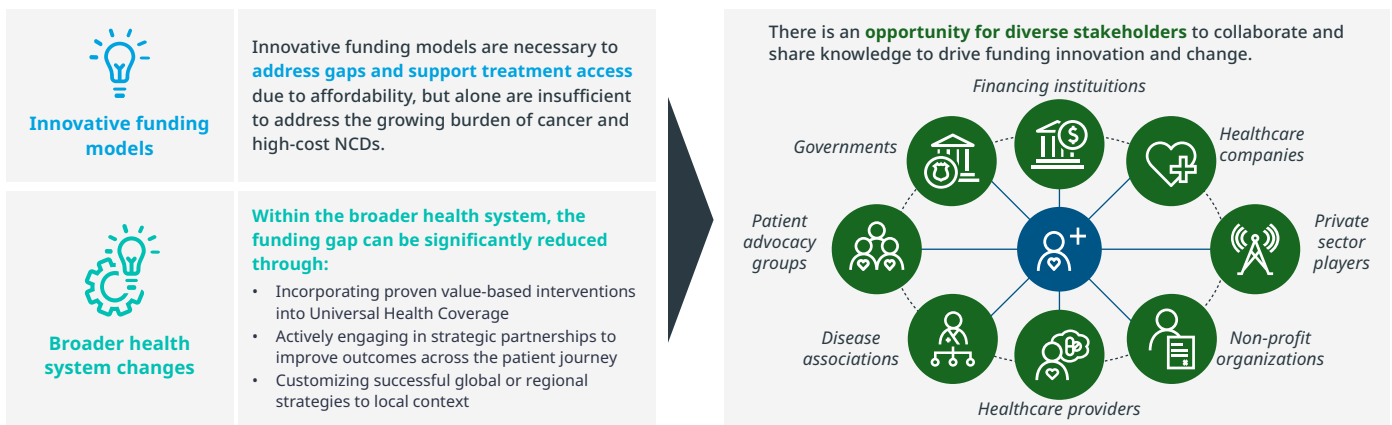 Innovative funding
models
Innovative funding models are necessary to
address gaps and support treatment access
due to affordability, but alone are insufficient
to address the growing burden of cancer and
high-cost NCDs.
Broader health
system changes
Within the broader health system, the
funding gap can be significantly reduced
through:
• Incorporating proven value-based interventions
into Universal Health Coverage
• Actively engaging in strategic partnerships to
improve outcomes across the patient journey
• Customizing successful global or regional
strategies to local context
There is an opportunity for diverse stakeholders to collaborate and
share knowledge to drive funding innovation and change.
Financing instituitions
Governments
Healthcare
companies
Patient
advocacy
groups
Private
sector
players
Disease
associations
Non-profit
organizations
Healthcare providers